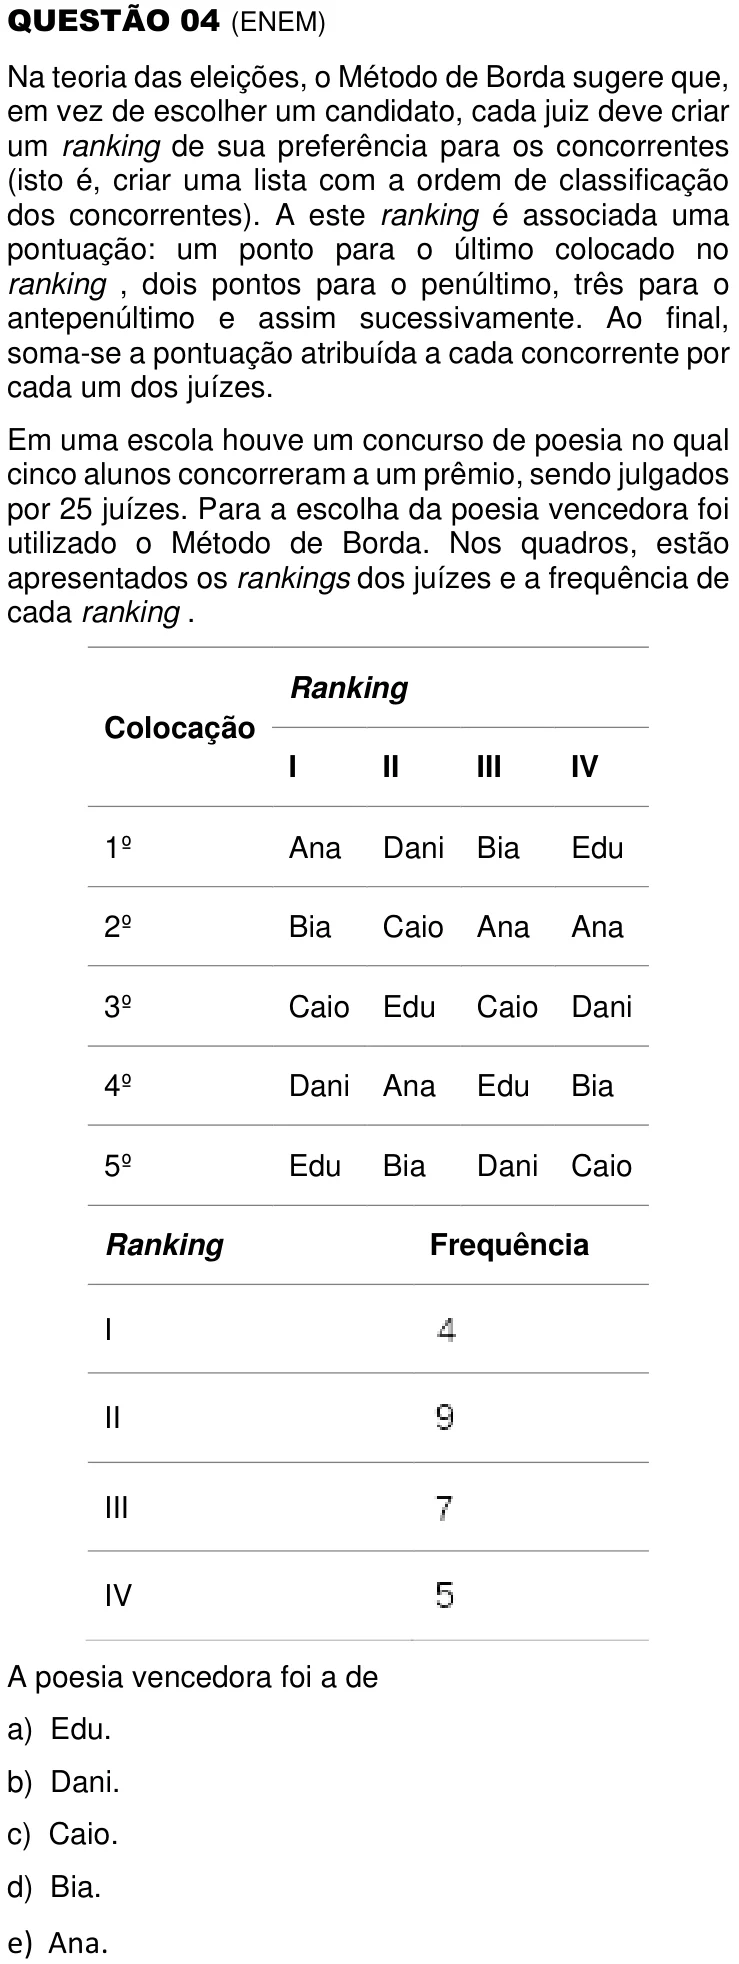 QUESTÃO 04 (ENEM)
Na teoria das eleições, o Método de Borda sugere que,
em vez de escolher um candidato, cada juiz deve criar
um ranking de sua preferência para os concorrentes
(isto é, criar uma lista com a ordem de classificação
dos concorrentes). A este ranking é associada uma
pontuação: um ponto para o último colocado no
ranking , dois pontos para o penúltimo, três para o
antepenúltimo e assim sucessivamente. Ao final,
soma-se a pontuação atribuída a cada concorrente por
cada um dos juízes.
Em uma escola houve um concurso de poesia no qual
cinco alunos concorreram a um prêmio, sendo julgados
por 25 juízes. Para a escolha da poesia vencedora foi
utilizado o Método de Borda. Nos quadros, estão
apresentados os rankings dos juízes e a frequência de
cada ranking .
Ranking
Colocação
I II III IV
1º Ana Dani Bia Edu
2º Bia Caio Ana Ana
3º Caio Edu Caio Dani
4º Dani Ana Edu Bia
5º Edu Bia Dani Caio
Ranking Frequência
I 4
II 9
III 7
IV 5
A poesia vencedora foi a de
a) Edu.
b) Dani.
c) Caio.
d) Bia.
e) Ana.